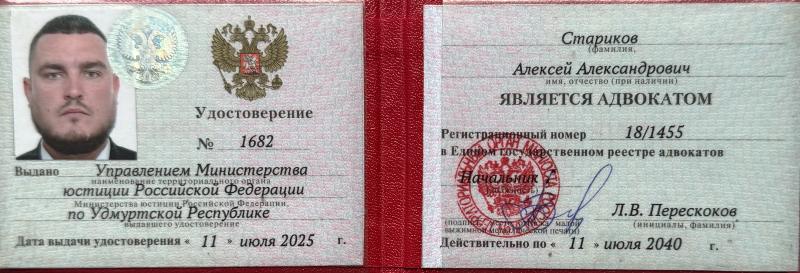 Удостоверение
№ 1682
Выдано Управлением Министерства
наименование территориального органа
юстиции Российской Федерации
Министерства юстиции Российской Федерации,
по Удмуртской Республике
выдавшего удостоверение
Дата выдачи удостоверения « 11 » июля 2025 г.
Стариков
(фамилия,
Алексей Александрович
имя, отчество (при наличии)
ЯВЛЯЕТСЯ АДВОКАТОМ
Регистрационный номер 18/1455
в Едином государственном реестре адвокатов
Начальник
(должность)
Л.В. Перескоков
(инициалы, фамилия)
Действительно по « 11 » июля 2040 г.